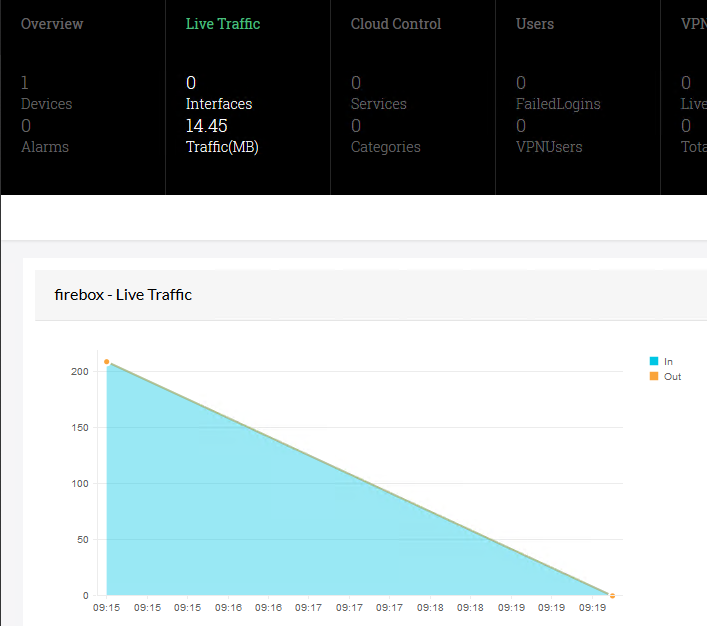 Overview
Live Traffic
Cloud Control
Users
VPN
1
Devices
0
Alarms
0
Interfaces
14.45
Traffic(MB)
0
Services
0
Categories
0
FailedLogins
0
VPNUsers
0
Live
0
Tota
firebox - Live Traffic
In
Out
200
150
100
50
0
09:15 09:15 09:15 09:16 09:16 09:17 09:17 09:17 09:18 09:18 09:19 09:19 09:19